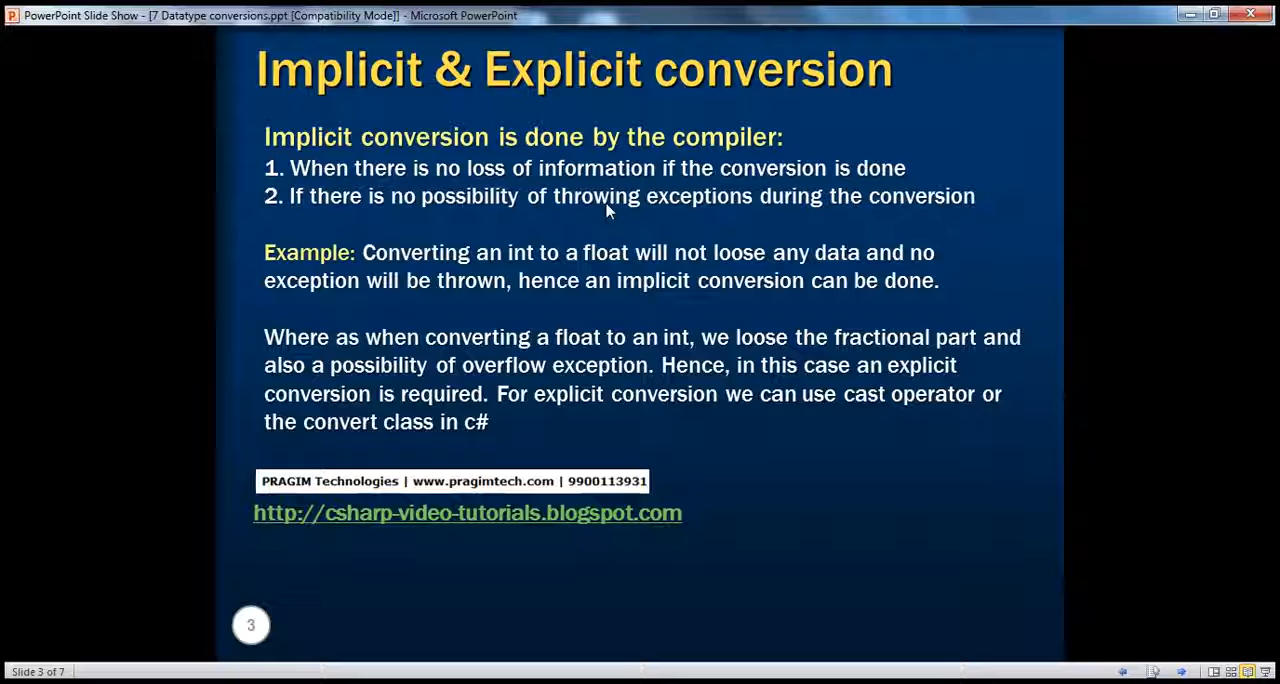 PowerPoint Slide Show - [7 Datatype conversions.ppt [Compatibility Mode]] - Microsoft PowerPoint
Implicit & Explicit conversion
Implicit conversion is done by the compiler:
1. When there is no loss of information if the conversion is done
2. If there is no possibility of throwing exceptions during the conversion
Example: Converting an int to a float will not loose any data and no
exception will be thrown, hence an implicit conversion can be done.
Where as when converting a float to an int, we loose the fractional part and
also a possibility of overflow exception. Hence, in this case an explicit
conversion is required. For explicit conversion we can use cast operator or
the convert class in c#
PRAGIM Technologies | www.pragimtech.com | 9900113931
http://csharp-video-tutorials.blogspot.com
3
Slide 3 of 7